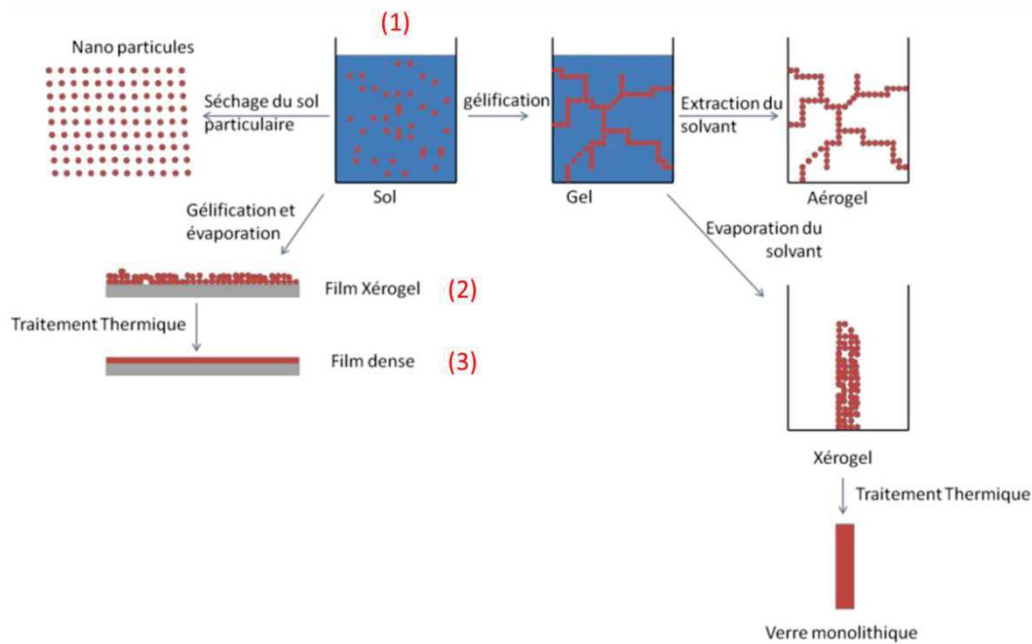 (1)
Nano particules
Séchage du sol
particulaire
gélification
Extraction du
solvant
Sol
Gel
Aérogel
Gélification et
évaporation
Evaporation du
solvant
Film Xérogel (2)
Traitement Thermique
Film dense (3)
Xérogel
Traitement Thermique
Verre monolithique